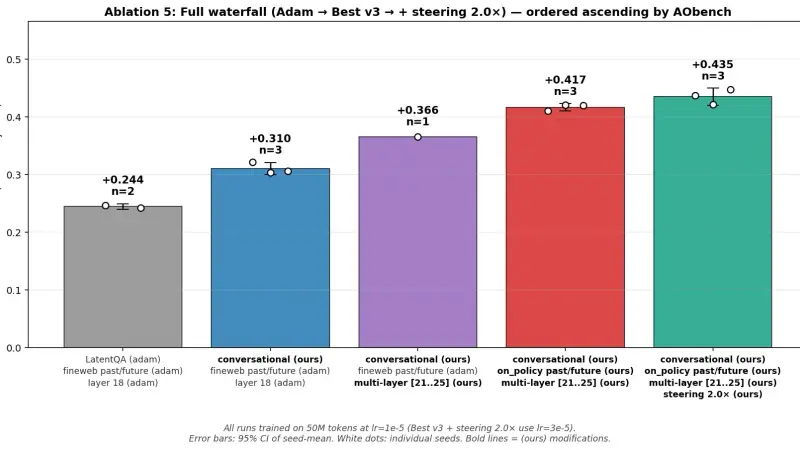 Ablation 5: Full waterfall (Adam → Best v3 → + steering 2.0×) — ordered ascending by AObench
0.5
0.4
0.3
0.2
0.1
0.0
+0.244
n=2
+0.310
n=3
+0.366
n=1
+0.417
n=3
+0.435
n=3
LatentQA (adam)
fineweb past/future (adam)
layer 18 (adam)
conversational (ours)
fineweb past/future (adam)
layer 18 (adam)
conversational (ours)
fineweb past/future (adam)
multi-layer [21..25] (ours)
conversational (ours)
on_policy past/future (ours)
multi-layer [21..25] (ours)
conversational (ours)
on_policy past/future (ours)
multi-layer [21..25] (ours)
steering 2.0× (ours)
All runs trained on 50M tokens at lr=1e-5 (Best v3 + steering 2.0× use lr=3e-5).
Error bars: 95% CI of seed-mean. White dots: individual seeds. Bold lines = (ours) modifications.